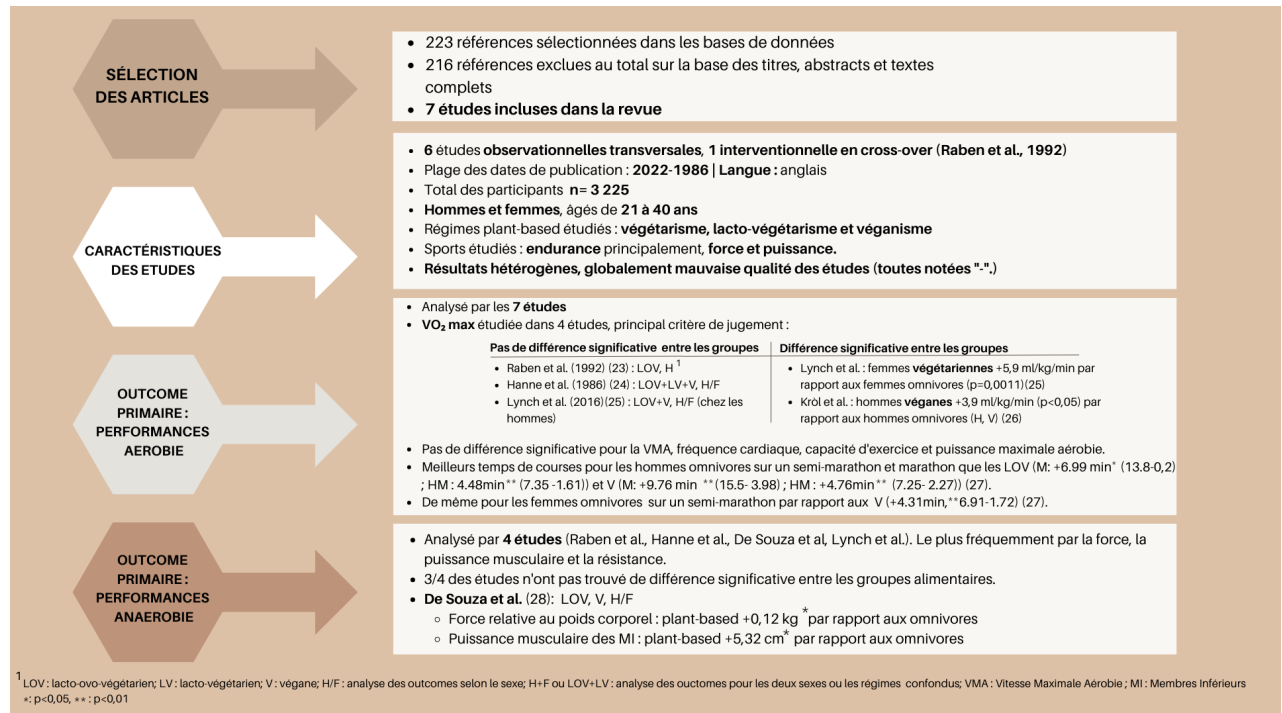 SÉLECTION
DES ARTICLES
• 223 références sélectionnées dans les bases de données
• 216 références exclues au total sur la base des titres, abstracts et textes
complets
• 7 études incluses dans la revue
CARACTÉRISTIQUES
DES ETUDES
• 6 études observationnelles transversales, 1 interventionnelle en cross-over (Raben et al., 1992)
• Plage des dates de publication : 2022-1986 | Langue : anglais
• Total des participants n= 3 225
• Hommes et femmes, âgés de 21 à 40 ans
• Régimes plant-based étudiés : végétarisme, lacto-végétarisme et véganisme
• Sports étudiés : endurance principalement, force et puissance.
• Résultats hétérogènes, globalement mauvaise qualité des études (toutes notées "-".)
OUTCOME
PRIMAIRE :
PERFORMANCES
AEROBIE
• Analysé par les 7 études
• VO₂ max étudiée dans 4 études, principal critère de jugement :
Pas de différence significative entre les groupes
• Raben et al. (1992) (23) : LOV, H ¹
• Hanne et al. (1986) (24) : LOV+LV+V, H/F
• Lynch et al. (2016)(25) : LOV+V, H/F (chez les
hommes)
Différence significative entre les groupes
• Lynch et al. : femmes végétariennes +5,9 ml/kg/min par
rapport aux femmes omnivores (p=0,0011)(25)
• Kròl et al. : hommes véganes +3,9 ml/kg/min (p<0,05) par
rapport aux hommes omnivores (H, V) (26)
• Pas de différence significative pour la VMA, fréquence cardiaque, capacité d'exercice et puissance maximale aérobie.
• Meilleurs temps de courses pour les hommes omnivores sur un semi-marathon et marathon que les LOV (M: +6.99 min* (13.8-0,2)
; HM : 4.48min** (7.35 -1.61)) et V (M: +9.76 min **(15.5- 3.98) ; HM : +4.76min** (7.25- 2.27)) (27).
• De même pour les femmes omnivores sur un semi-marathon par rapport aux V (+4.31min,**6.91-1.72) (27).
OUTCOME
PRIMAIRE :
PERFORMANCES
ANAEROBIE
• Analysé par 4 études (Raben et al., Hanne et al., De Souza et al, Lynch et al.). Le plus fréquemment par la force, la
puissance musculaire et la résistance.
• 3/4 des études n'ont pas trouvé de différence significative entre les groupes alimentaires.
• De Souza et al. (28): LOV, V, H/F
○ Force relative au poids corporel : plant-based +0,12 kg *par rapport aux omnivores
○ Puissance musculaire des MI : plant-based +5,32 cm* par rapport aux omnivores
¹ LOV : lacto-ovo-végétarien; LV : lacto-végétarien; V : végane; H/F : analyse des outcomes selon le sexe; H+F ou LOV+LV : analyse des ouctomes pour les deux sexes ou les régimes confondus; VMA : Vitesse Maximale Aérobie ; MI : Membres Inférieurs
*: p<0,05, ** : p<0,01